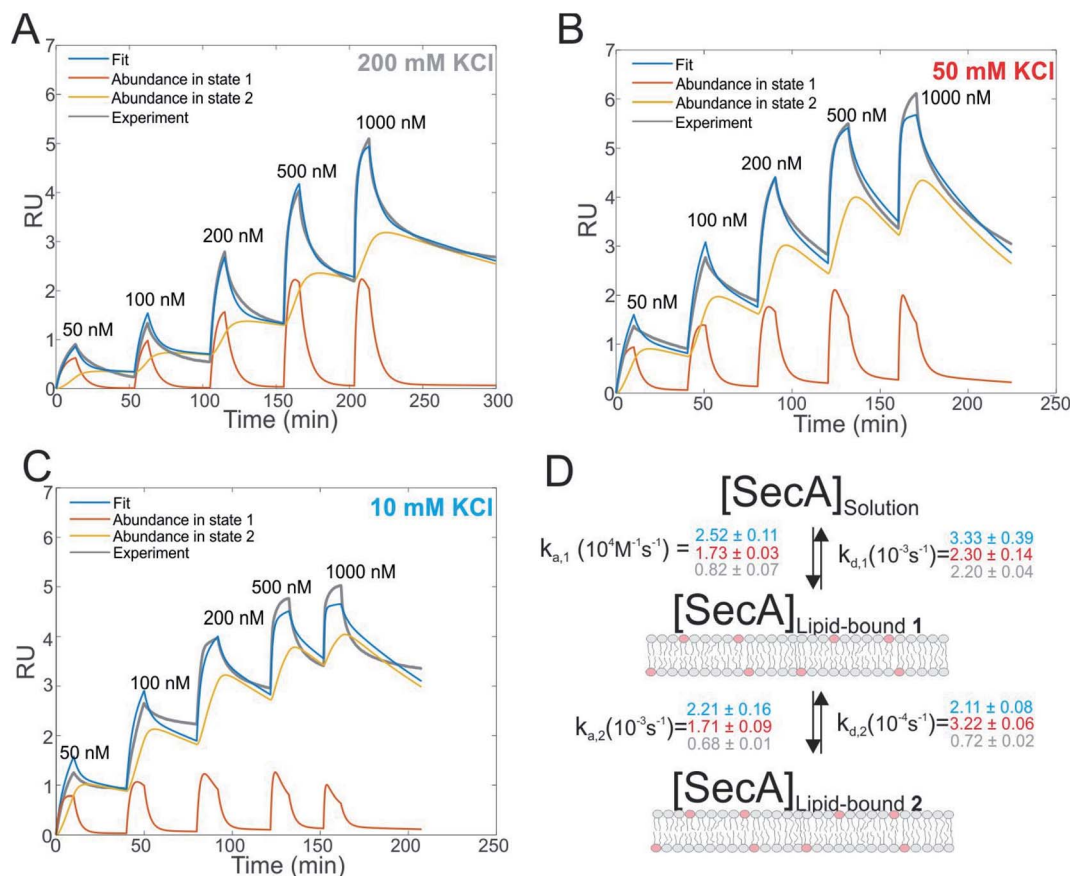 A
200 mM KCl
Fit
Abundance in state 1
Abundance in state 2
Experiment
50 nM
100 nM
200 nM
500 nM
1000 nM
RU
7
6
5
4
3
2
1
0
0 50 100 150 200 250 300
Time (min)
B
50 mM KCl
Fit
Abundance in state 1
Abundance in state 2
Experiment
50 nM
100 nM
200 nM
500 nM
1000 nM
RU
7
6
5
4
3
2
1
0
0 50 100 150 200 250
Time (min)
C
10 mM KCl
Fit
Abundance in state 1
Abundance in state 2
Experiment
50 nM
100 nM
200 nM
500 nM
1000 nM
RU
7
6
5
4
3
2
1
0
0 50 100 150 200 250
Time (min)
D
[SecA]Solution
ka,1 (10⁴M⁻¹s⁻¹) =
2.52 ± 0.11
1.73 ± 0.03
0.82 ± 0.07
kd,1(10⁻³s⁻¹)=
3.33 ± 0.39
2.30 ± 0.14
2.20 ± 0.04
[SecA]Lipid-bound 1
ka,2(10⁻³s⁻¹)=
2.21 ± 0.16
1.71 ± 0.09
0.68 ± 0.01
kd,2(10⁻⁴s⁻¹)=
2.11 ± 0.08
3.22 ± 0.06
0.72 ± 0.02
[SecA]Lipid-bound 2